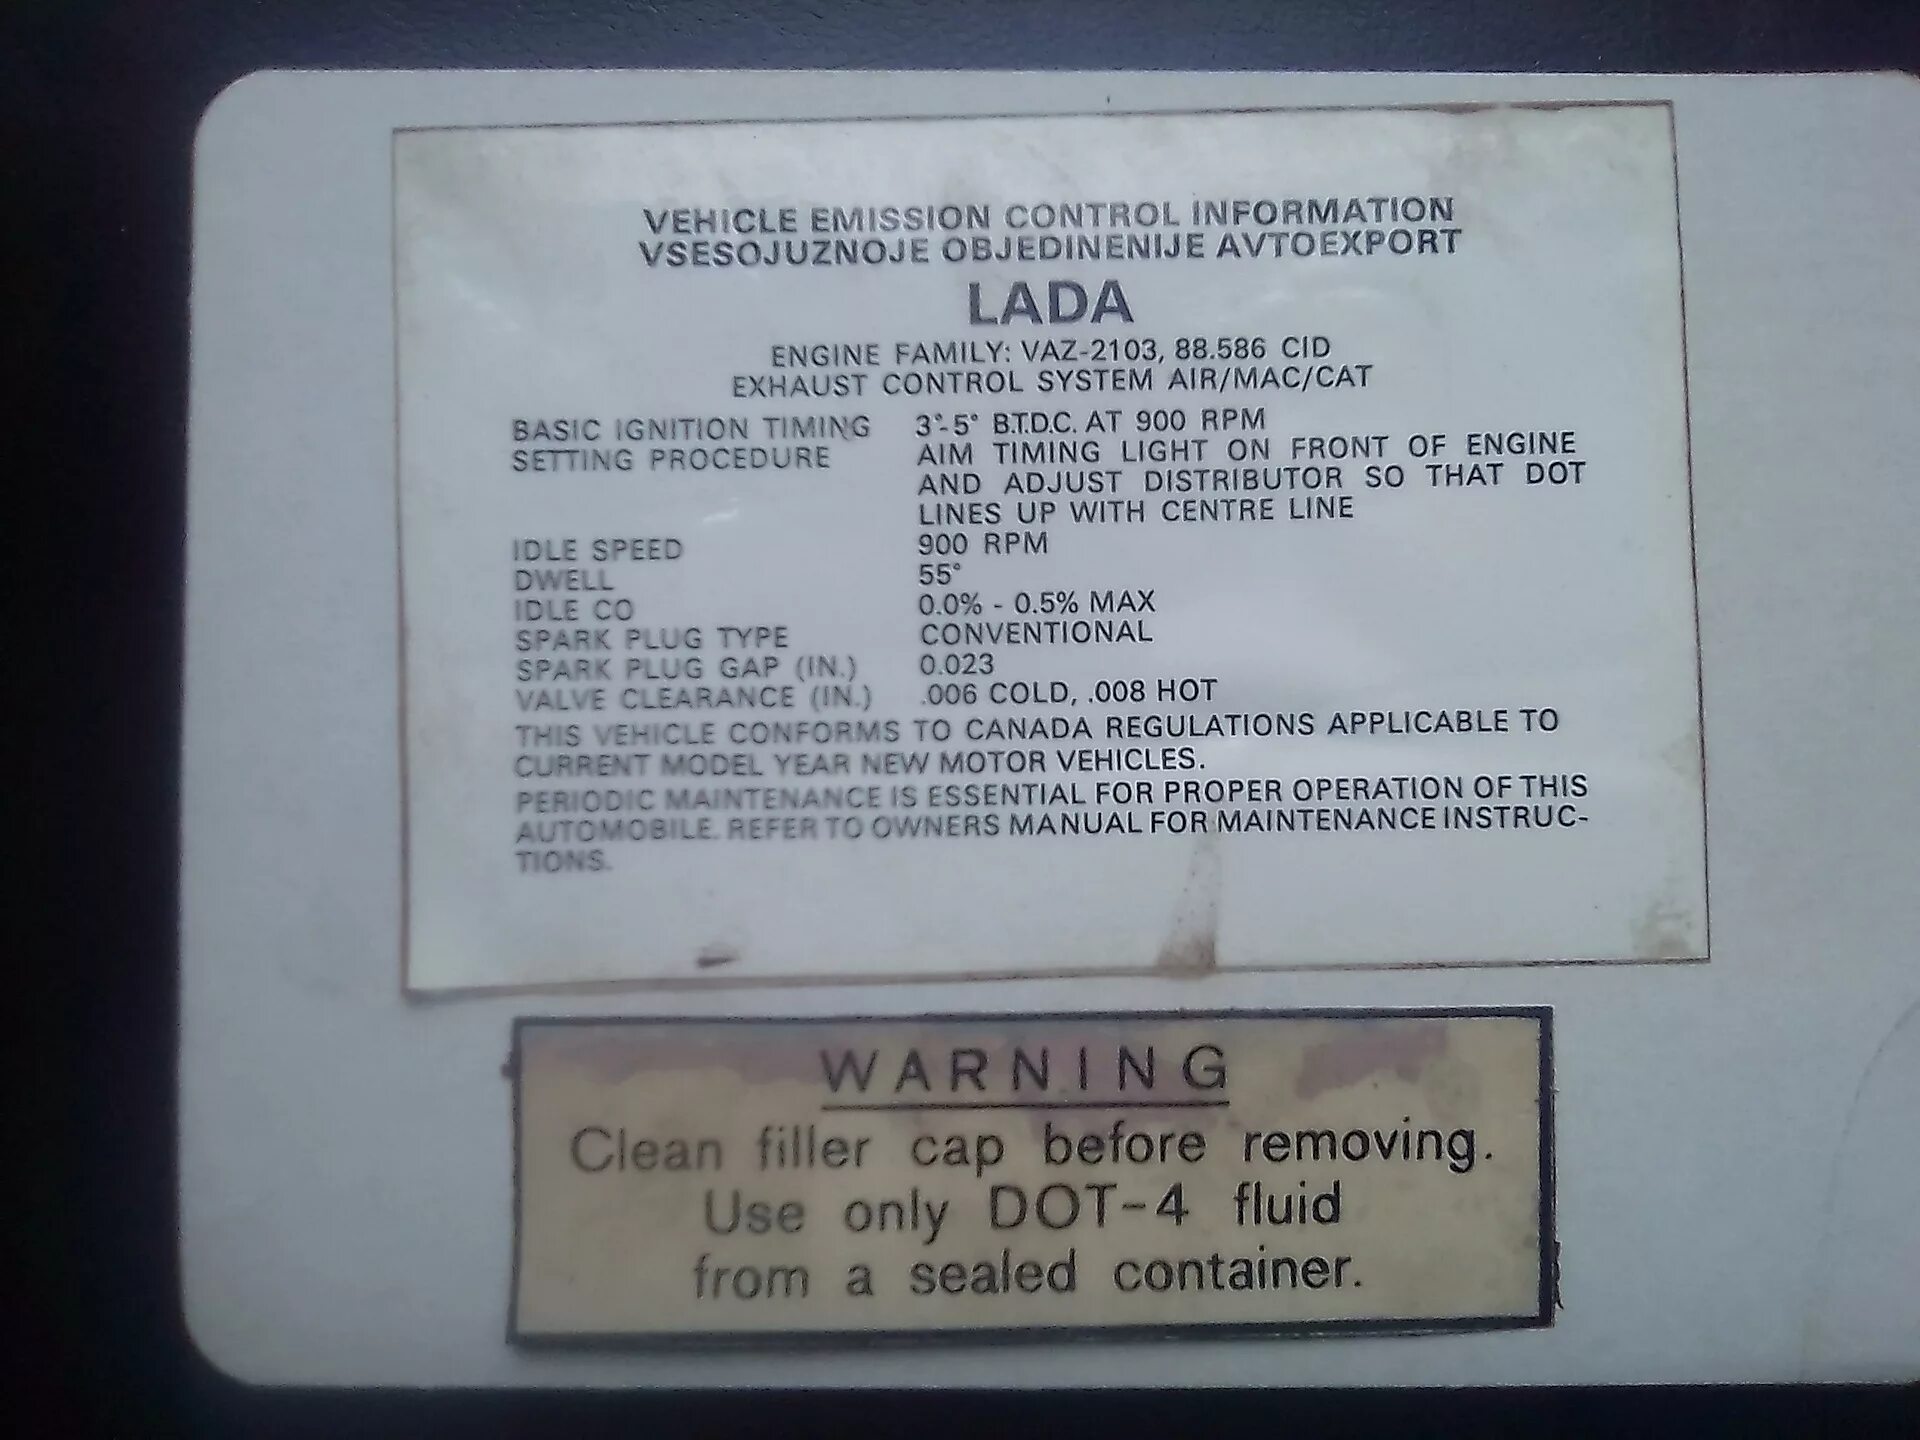 VEHICLE EMISSION CONTROL INFORMATION
VSESOJUZNOJE OBJEDINENIJE AVTOEXPORT
LADA
ENGINE FAMILY: VAZ-2103, 88.586 CID
EXHAUST CONTROL SYSTEM AIR/MAC/CAT
BASIC IGNITION TIMING 3°-5° B.T.D.C. AT 900 RPM
SETTING PROCEDURE AIM TIMING LIGHT ON FRONT OF ENGINE
AND ADJUST DISTRIBUTOR SO THAT DOT
LINES UP WITH CENTRE LINE
IDLE SPEED 900 RPM
DWELL 55°
IDLE CO 0.0% - 0.5% MAX
SPARK PLUG TYPE CONVENTIONAL
SPARK PLUG GAP (IN.) 0.023
VALVE CLEARANCE (IN.) .006 COLD, .008 HOT
THIS VEHICLE CONFORMS TO CANADA REGULATIONS APPLICABLE TO
CURRENT MODEL YEAR NEW MOTOR VEHICLES.
PERIODIC MAINTENANCE IS ESSENTIAL FOR PROPER OPERATION OF THIS
AUTOMOBILE. REFER TO OWNERS MANUAL FOR MAINTENANCE INSTRUC-
TIONS.
WARNING
Clean filler cap before removing.
Use only DOT-4 fluid
from a sealed container.